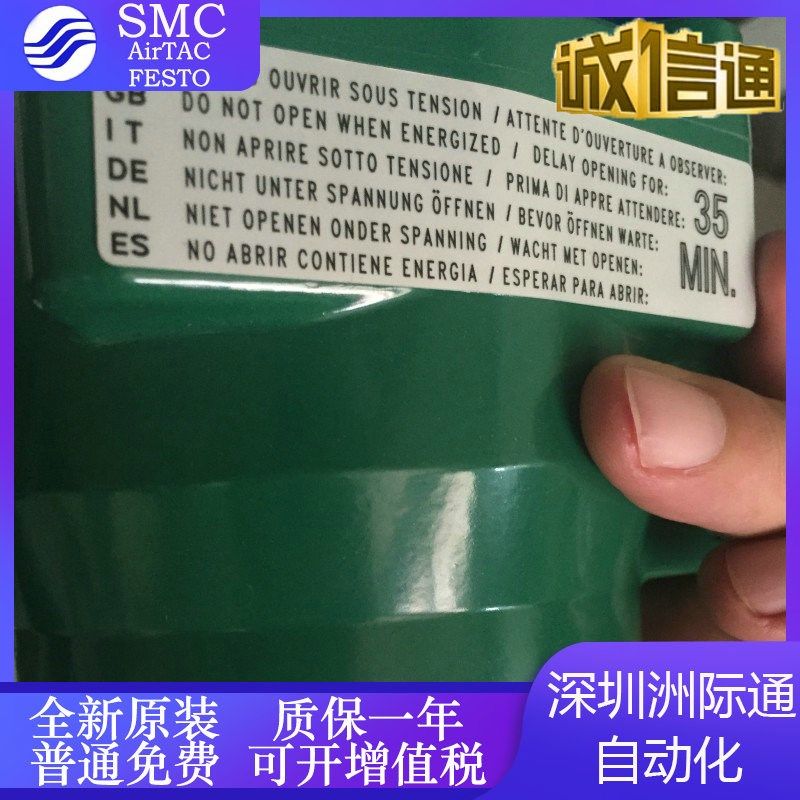 SMC
AirTAC
FESTO
诚信通
OUVRIR SOUS TENSION / ATTENTE D'OUVERTURE A OBSERVER:
GB DO NOT OPEN WHEN ENERGIZED / DELAY OPENING FOR:
IT NON APRIRE SOTTO TENSIONE / PRIMA DI APPRE ATTENDERE:
DE NICHT UNTER SPANNUNG ÖFFNEN / BEVOR ÖFFNEN WARTE:
NL NIET OPENEN ONDER SPANNING / WACHT MET OPENEN:
ES NO ABRIR CONTIENE ENERGIA / ESPERAR PARA ABRIR:
35
MIN.
全新原装 质保一年
普通免费 可开增值税
深圳洲际通
自动化